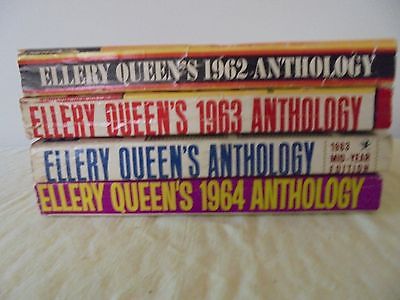 ELLERY QUEEN'S 1962 ANTHOLOGY
ELLERY QUEEN'S 1963 ANTHOLOGY
ELLERY QUEEN'S ANTHOLOGY
1963
MID-YEAR
EDITION
ELLERY QUEEN'S 1964 ANTHOLOGY